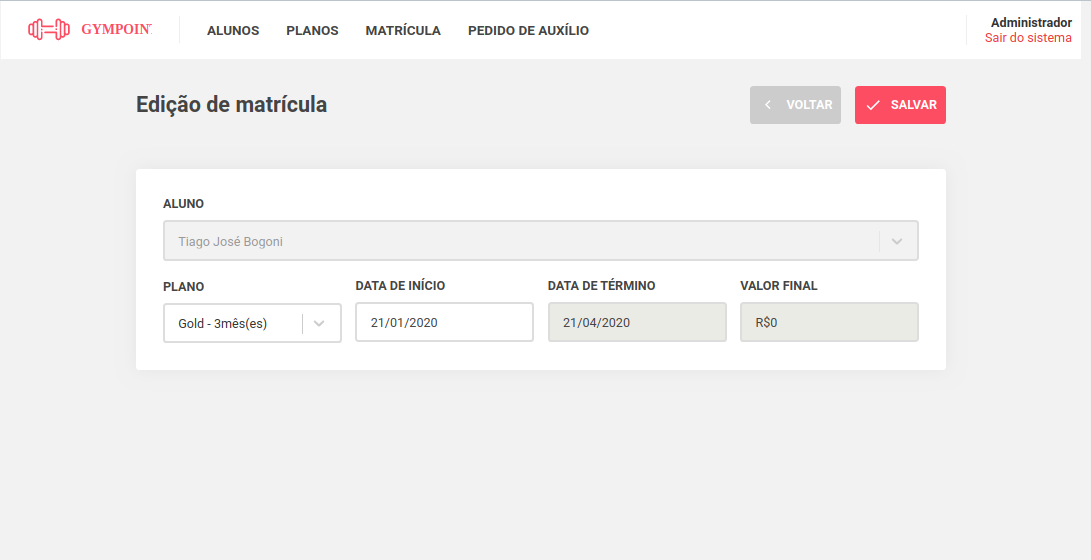 GYMPOINT
ALUNOS PLANOS MATRÍCULA PEDIDO DE AUXÍLIO
Administrador
Sair do sistema
Edição de matrícula
VOLTAR
SALVAR
ALUNO
Tiago José Bogoni
PLANO DATA DE INÍCIO DATA DE TÉRMINO VALOR FINAL
Gold - 3mês(es) 21/01/2020 21/04/2020 R$0